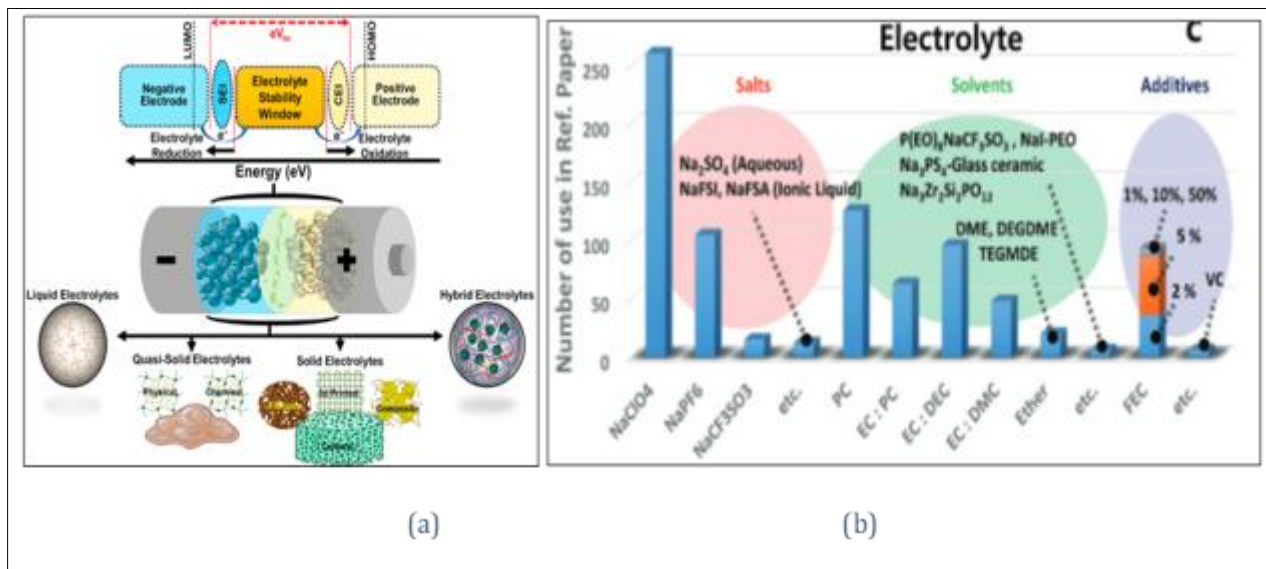 LUMO
eV
HOMO
Negative
Electrode
SEI
Electrolyte
Stability
Window
CEI
Positive
Electrode
Electrolyte
Reduction
e⁻
Electrolyte
Oxidation
Energy (eV)
-
+
Liquid Electrolytes
Hybrid Electrolytes
Quasi-Solid Electrolytes
Solid Electrolytes
Physical
Chemical
Composite
(a)
Electrolyte
C
Salts
Solvents
Additives
Number of use in Ref. Paper
250
200
150
100
50
0
Na₂SO₄ (Aqueous)
NaFSI, NaFSA (Ionic Liquid)
P(EO)₈NaCF₃SO₃ , NaI-PEO
Na₃PS₄-Glass ceramic
Na₃Zr₂Si₂PO₁₂
DME, DEGDME
TEGMDE
1%, 10%, 50%
5 %
2 %
VC
NaClO4
NaPF6
NaCF3SO3
etc.
PC
EC : PC
EC : DEC
EC : DMC
Ether
etc.
FEC
etc.
(b)